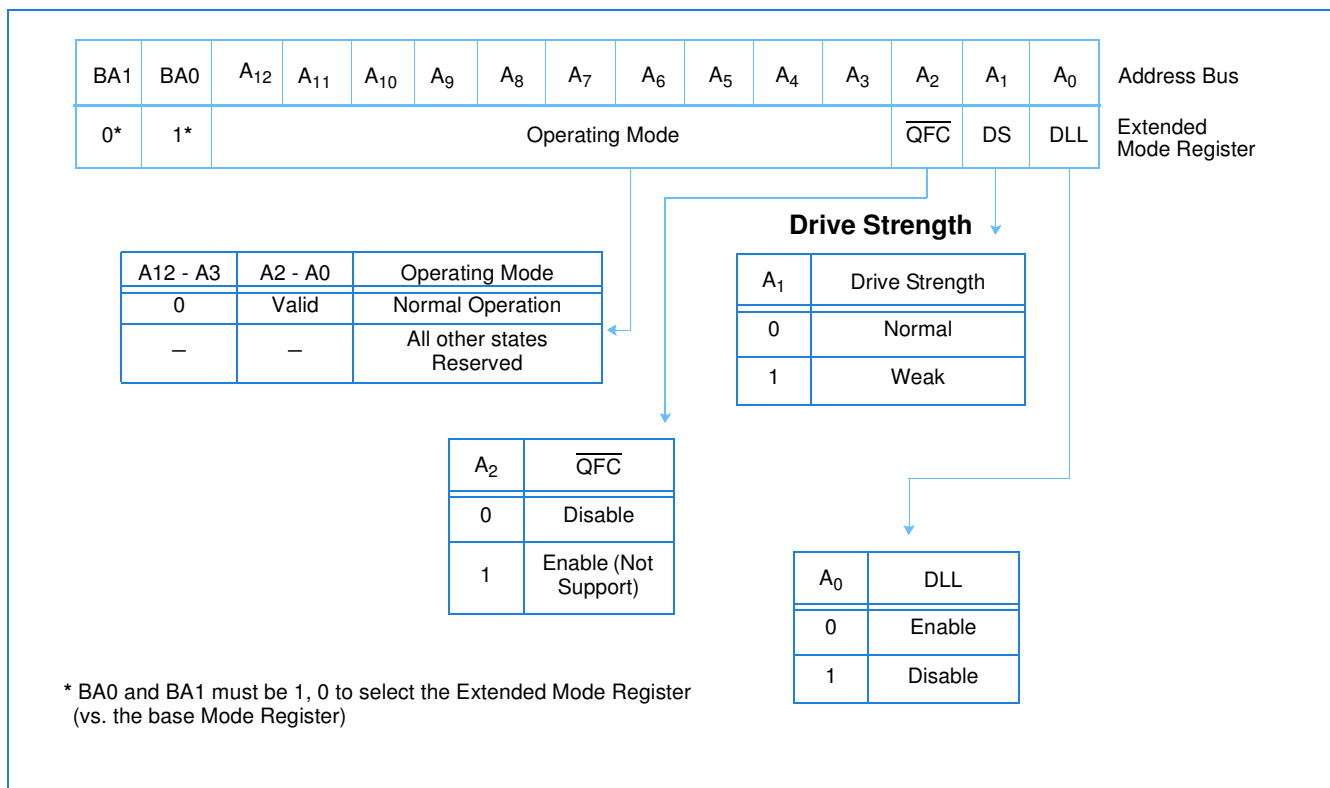 BA1 BA0 A12 A11 A10 A9 A8 A7 A6 A5 A4 A3 A2 A1 A0 Address Bus
0* 1* Operating Mode Q̅F̅C̅ DS DLL Extended
Mode Register
Drive Strength
A12 - A3 A2 - A0 Operating Mode
0 Valid Normal Operation
– – All other states
Reserved
A1 Drive Strength
0 Normal
1 Weak
A2 Q̅F̅C̅
0 Disable
1 Enable (Not
Support)
A0 DLL
0 Enable
1 Disable
* BA0 and BA1 must be 1, 0 to select the Extended Mode Register
(vs. the base Mode Register)